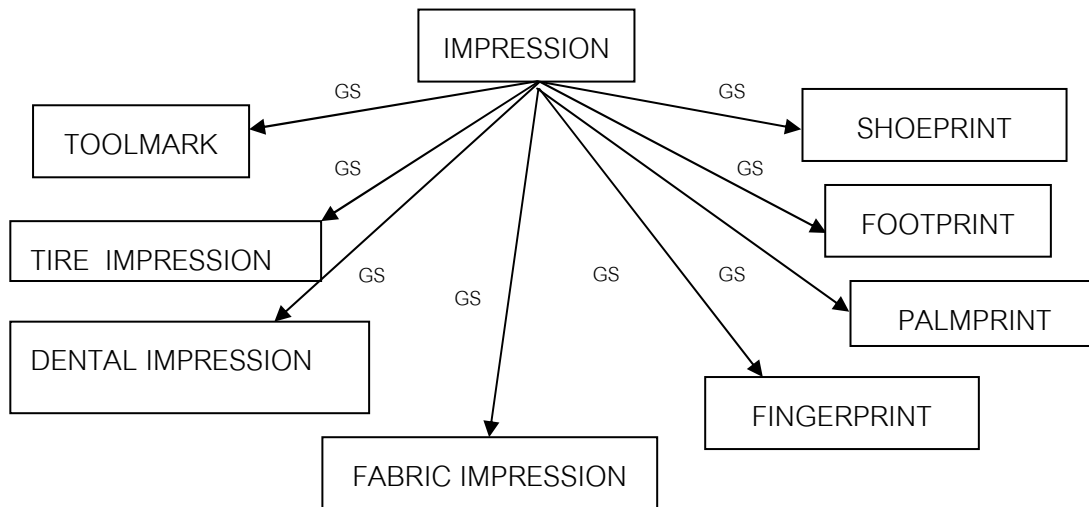 IMPRESSION
GS
GS
TOOLMARK
SHOEPRINT
GS
GS
TIRE  IMPRESSION
FOOTPRINT
GS
GS
GS
GS
DENTAL IMPRESSION
PALMPRINT
FINGERPRINT
FABRIC IMPRESSION